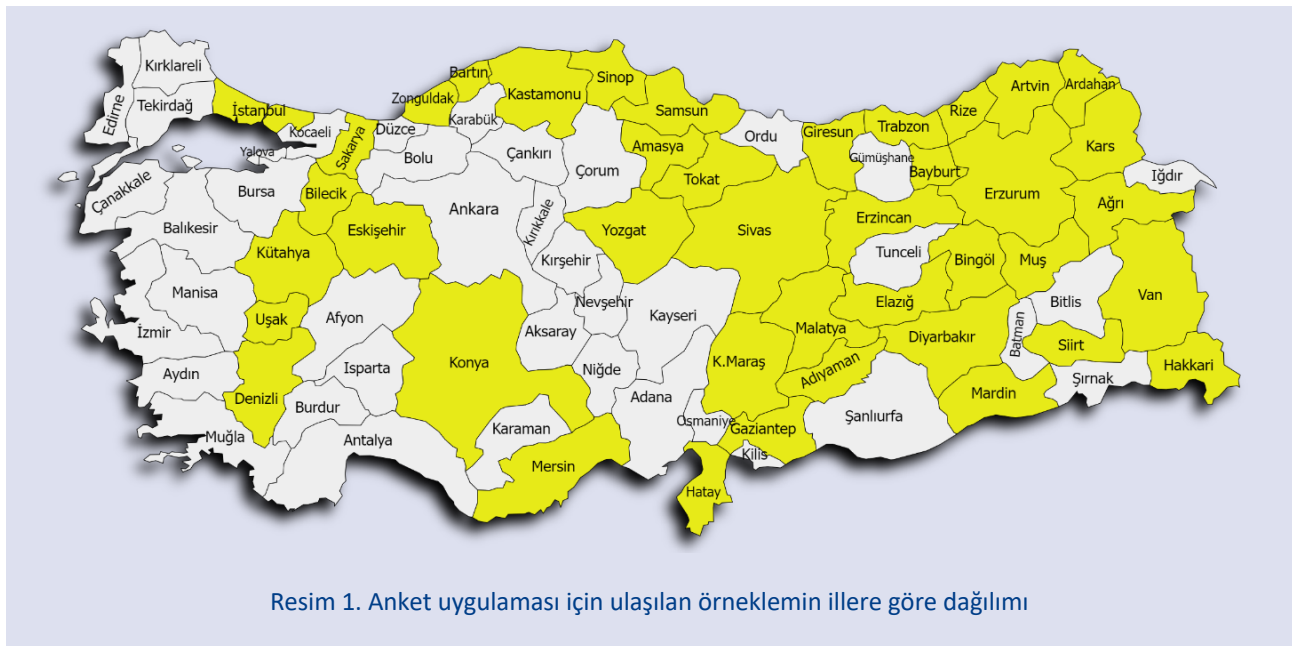 Kırklareli
Edirne
Tekirdağ
İstanbul
Kocaeli
Yalova
Sakarya
Düzce
Bolu
Zonguldak
Bartın
Karabük
Kastamonu
Sinop
Samsun
Çankırı
Çorum
Amasya
Tokat
Ordu
Giresun
Trabzon
Gümüşhane
Bayburt
Rize
Artvin
Ardahan
Kars
Iğdır
Çanakkale
Balıkesir
Bursa
Bilecik
Eskişehir
Kütahya
Ankara
Kırıkkale
Kırşehir
Yozgat
Sivas
Erzincan
Erzurum
Ağrı
Tunceli
Bingöl
Muş
Bitlis
Van
Manisa
İzmir
Uşak
Afyon
Aksaray
Nevşehir
Kayseri
Malatya
Elazığ
Diyarbakır
Batman
Siirt
Hakkari
Şırnak
Mardin
Aydın
Denizli
Isparta
Burdur
Konya
Niğde
Adana
K.Maraş
Adıyaman
Şanlıurfa
Muğla
Antalya
Karaman
Mersin
Osmaniye
Gaziantep
Kilis
Hatay
Resim 1. Anket uygulaması için ulaşılan örneklemin illere göre dağılımı